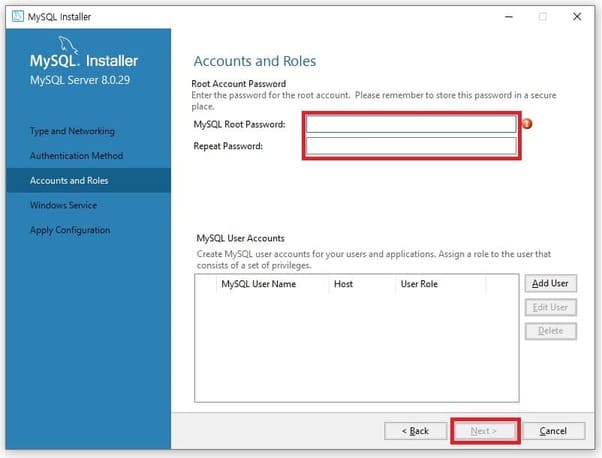 MySQL Installer
MySQL. Installer
MySQL Server 8.0.29
Type and Networking
Authentication Method
Accounts and Roles
Windows Service
Apply Configuration
Accounts and Roles
Root Account Password
Enter the password for the root account. Please remember to store this password in a secure
place.
MySQL Root Password:
Repeat Password:
MySQL User Accounts
Create MySQL user accounts for your users and applications. Assign a role to the user that
consists of a set of privileges.
MySQL User Name Host User Role
Add User
Edit User
Delete
< Back Next > Cancel